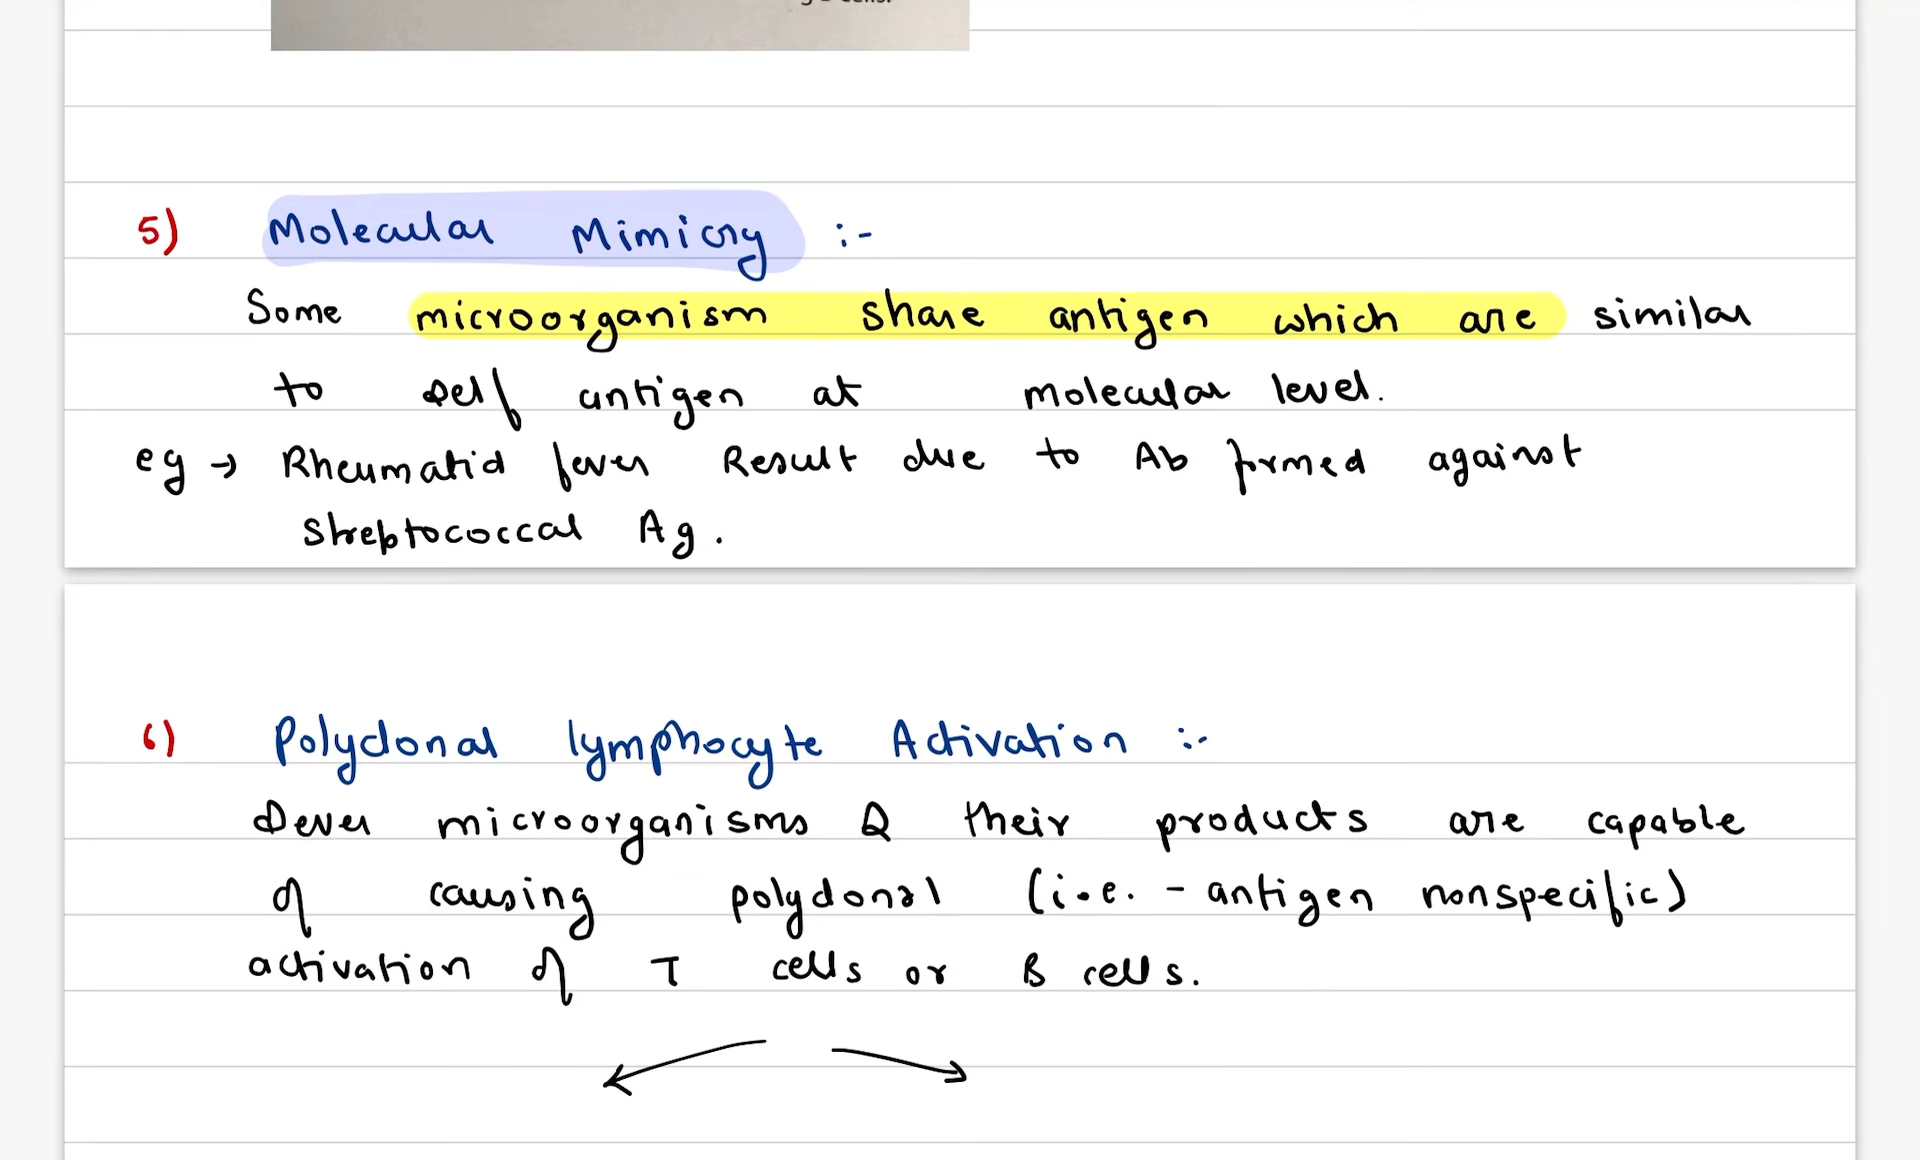 5) Molecular Mimicry :-
Some microorganism share antigen which are similar
to self antigen at molecular level.
eg → Rheumatid fever Result due to Ab formed against
Streptococcal Ag.
6) Polyclonal lymphocyte Activation :-
microorganisms & their products are capable
of causing polyclonal (i.e. - antigen nonspecific)
activation of T cells or B cells.